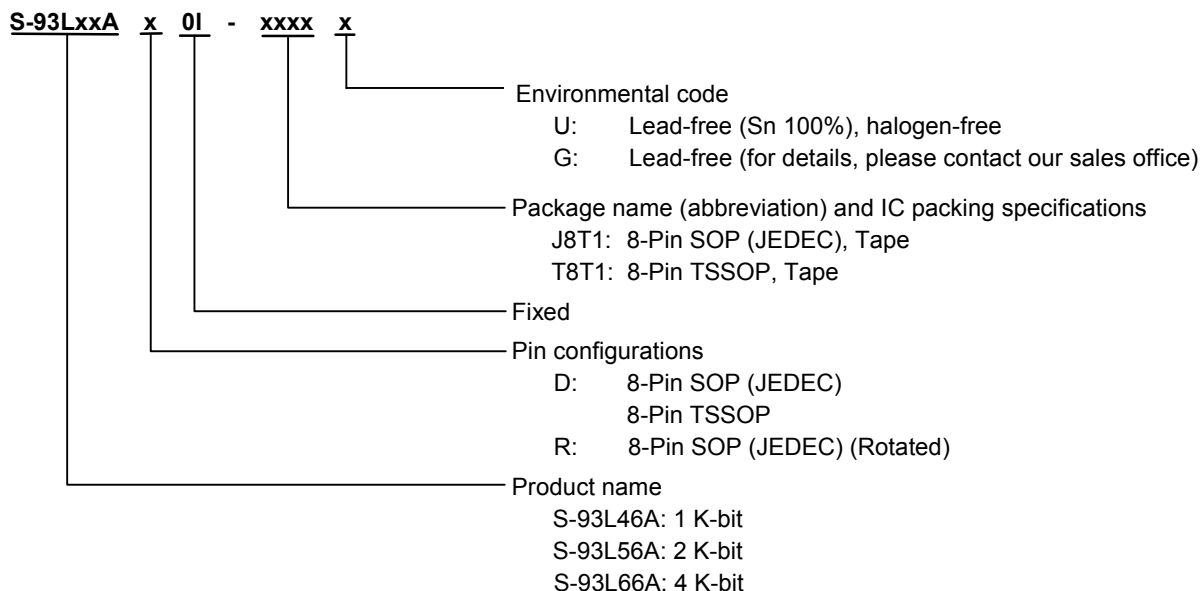 S-93LxxA x 0I - xxxx x
Environmental code
U: Lead-free (Sn 100%), halogen-free
G: Lead-free (for details, please contact our sales office)
Package name (abbreviation) and IC packing specifications
J8T1: 8-Pin SOP (JEDEC), Tape
T8T1: 8-Pin TSSOP, Tape
Fixed
Pin configurations
D: 8-Pin SOP (JEDEC)
8-Pin TSSOP
R: 8-Pin SOP (JEDEC) (Rotated)
Product name
S-93L46A: 1 K-bit
S-93L56A: 2 K-bit
S-93L66A: 4 K-bit